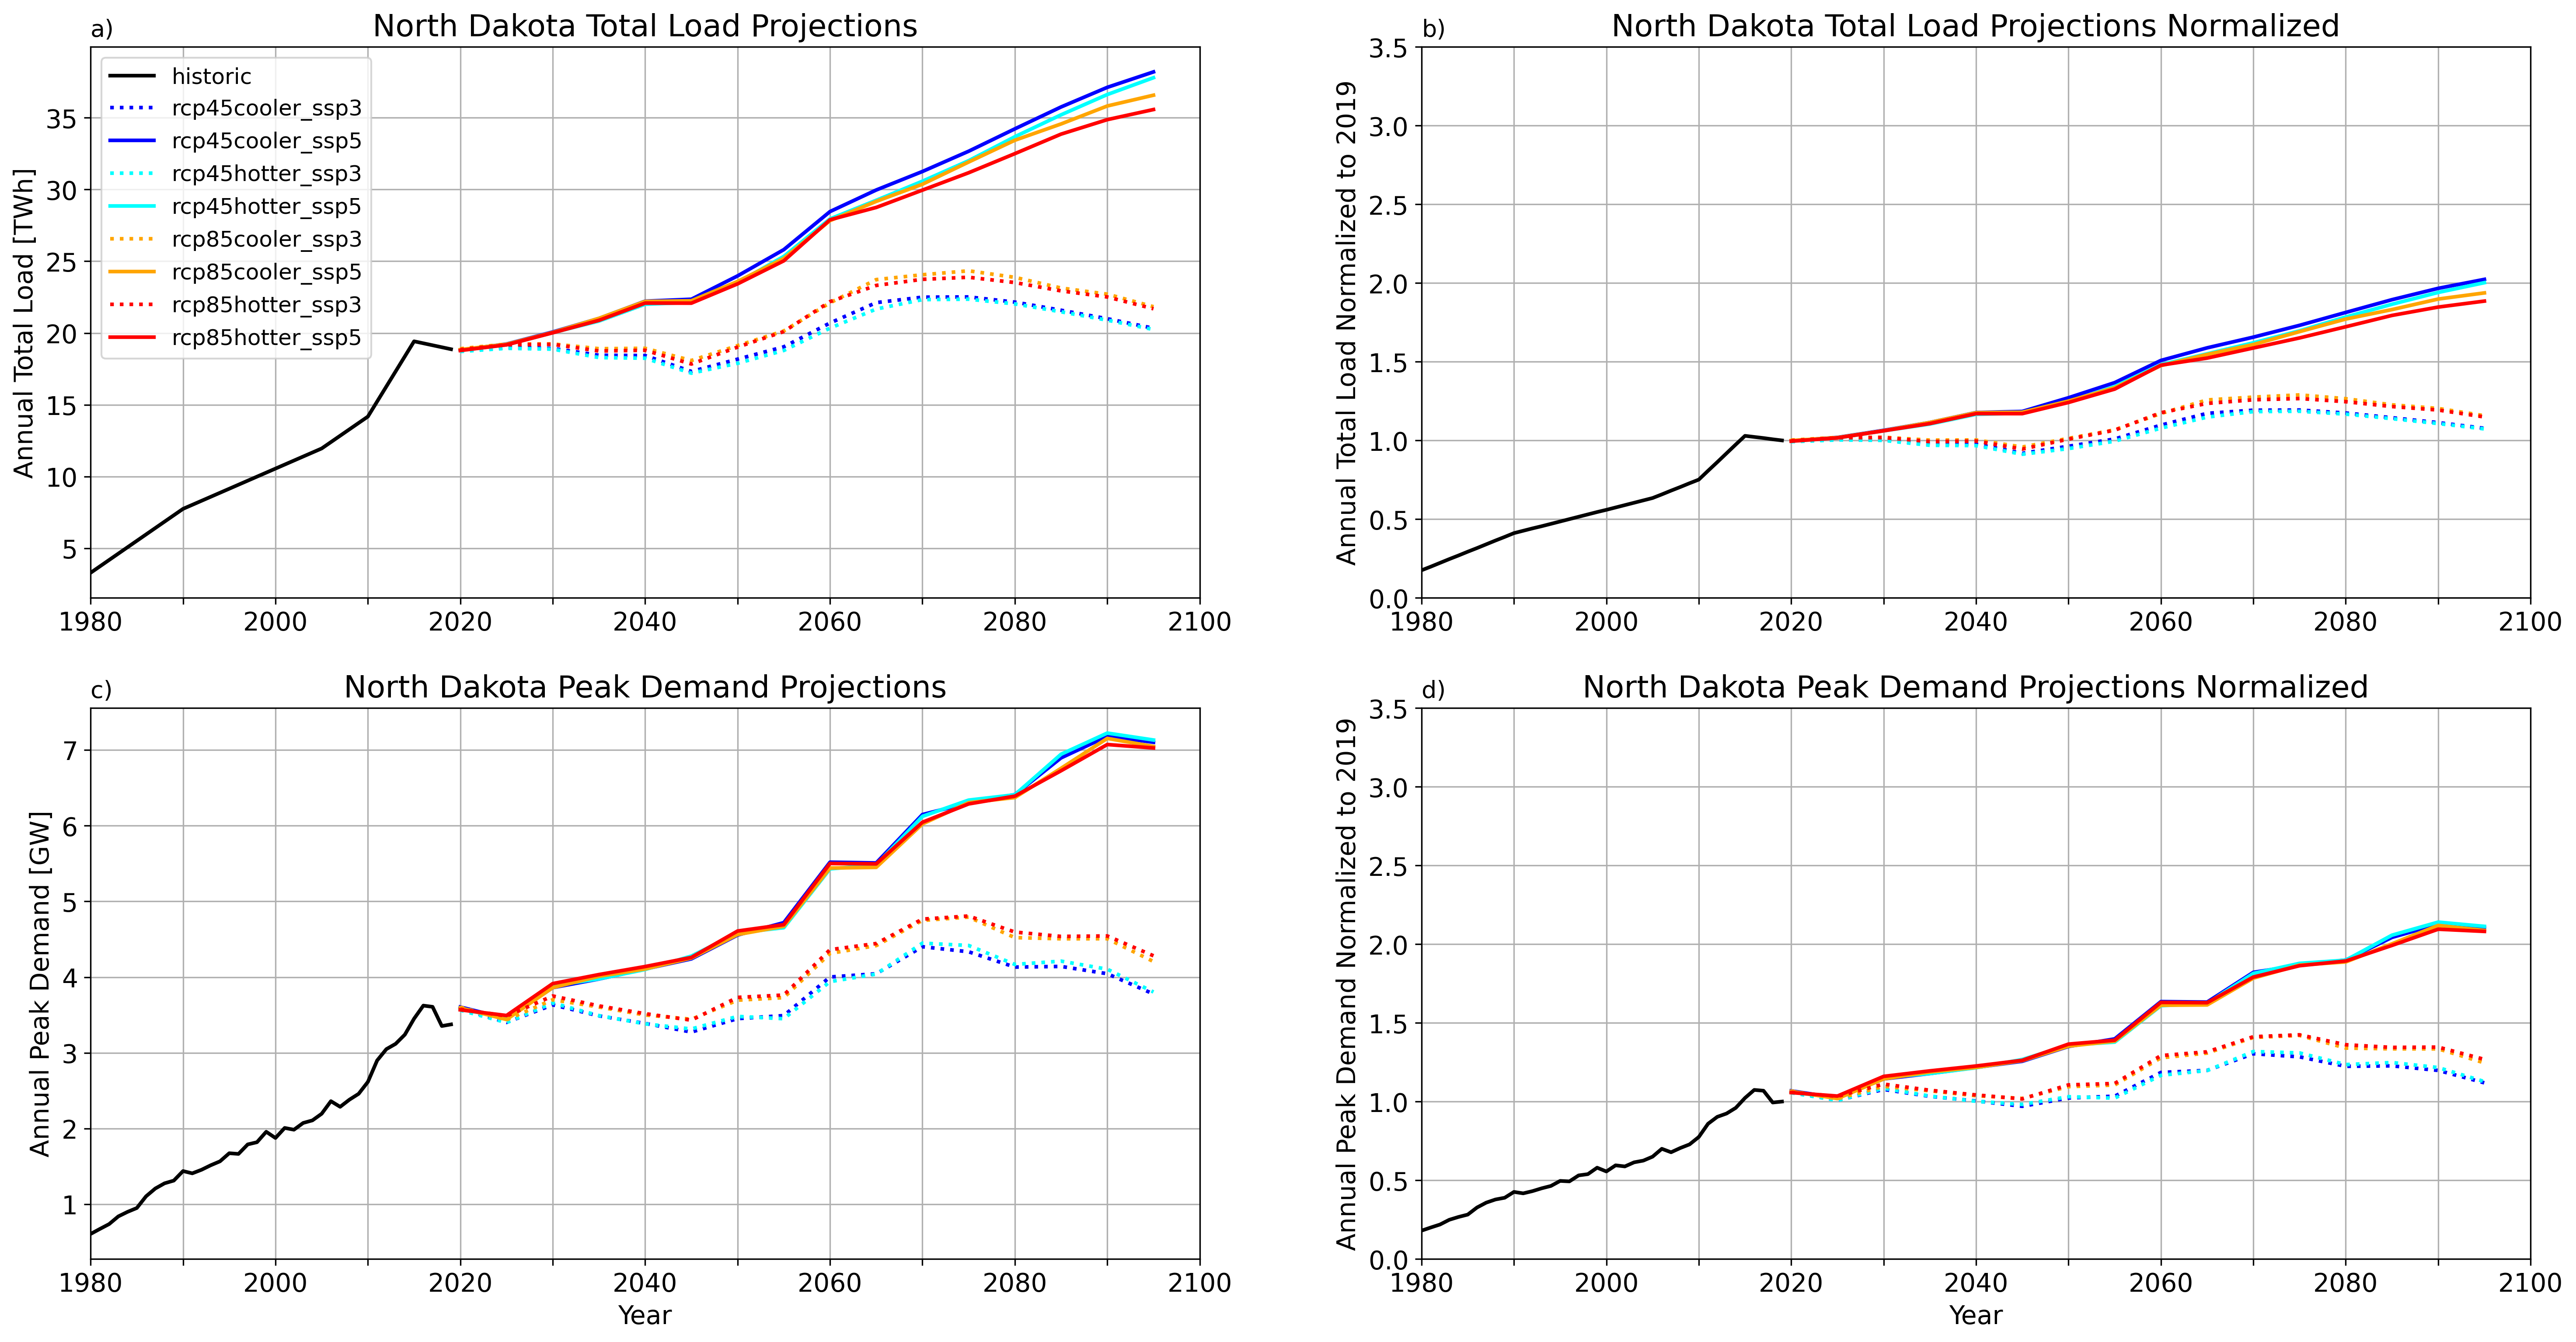 a)
North Dakota Total Load Projections
Annual Total Load [TWh]
35
30
25
20
15
10
5
historic
rcp45cooler_ssp3
rcp45cooler_ssp5
rcp45hotter_ssp3
rcp45hotter_ssp5
rcp85cooler_ssp3
rcp85cooler_ssp5
rcp85hotter_ssp3
rcp85hotter_ssp5
1980 2000 2020 2040 2060 2080 2100
b)
North Dakota Total Load Projections Normalized
Annual Total Load Normalized to 2019
3.5
3.0
2.5
2.0
1.5
1.0
0.5
0.0
1980 2000 2020 2040 2060 2080 2100
c)
North Dakota Peak Demand Projections
Annual Peak Demand [GW]
7
6
5
4
3
2
1
1980 2000 2020 2040 2060 2080 2100
Year
d)
North Dakota Peak Demand Projections Normalized
Annual Peak Demand Normalized to 2019
3.5
3.0
2.5
2.0
1.5
1.0
0.5
0.0
1980 2000 2020 2040 2060 2080 2100
Year